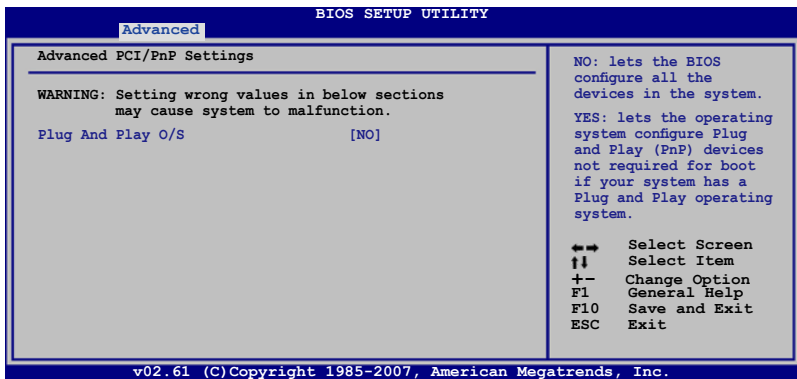 BIOS SETUP UTILITY
Advanced
Advanced PCI/PnP Settings
WARNING: Setting wrong values in below sections
may cause system to malfunction.
Plug And Play O/S [NO]
NO: lets the BIOS
configure all the
devices in the system.
YES: lets the operating
system configure Plug
and Play (PnP) devices
not required for boot
if your system has a
Plug and Play operating
system.
←→ Select Screen
↑↓ Select Item
+- Change Option
F1 General Help
F10 Save and Exit
ESC Exit
v02.61 (C)Copyright 1985-2007, American Megatrends, Inc.